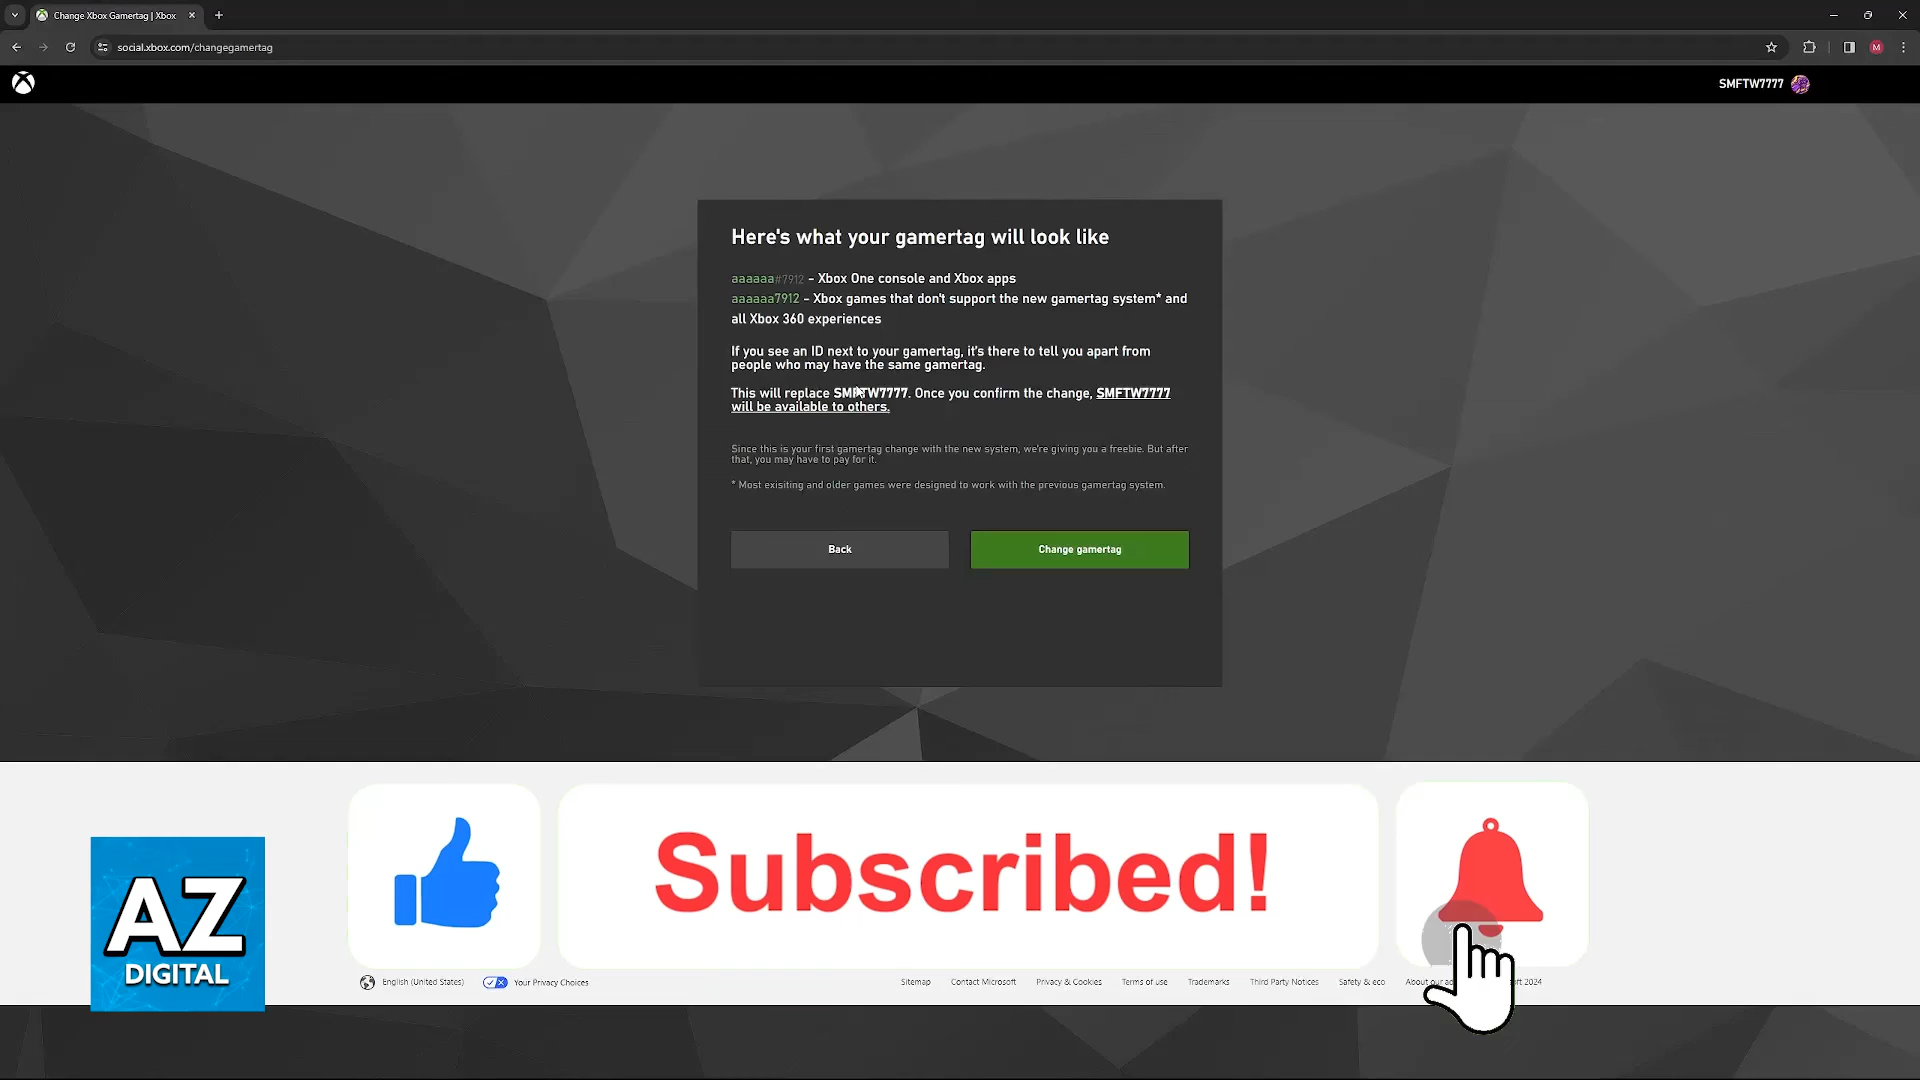 Change Xbox Gamertag | Xbox
social.xbox.com/changegamertag
M
SMFTW7777
Here's what your gamertag will look like
aaaaaa#7912 - Xbox One console and Xbox apps
aaaaaa7912 - Xbox games that don't support the new gamertag system* and
all Xbox 360 experiences
If you see an ID next to your gamertag, it's there to tell you apart from
people who may have the same gamertag.
This will replace SMFTW7777. Once you confirm the change, SMFTW7777
will be available to others.
Since this is your first gamertag change with the new system, we're giving you a freebie. But after
that, you may have to pay for it.
* Most exisiting and older games were designed to work with the previous gamertag system.
Back
Change gamertag
Subscribed!
AZ
DIGITAL
English (United States)
Your Privacy Choices
Sitemap
Contact Microsoft
Privacy & Cookies
Terms of use
Trademarks
Third Party Notices
Safety & eco
About our
2024